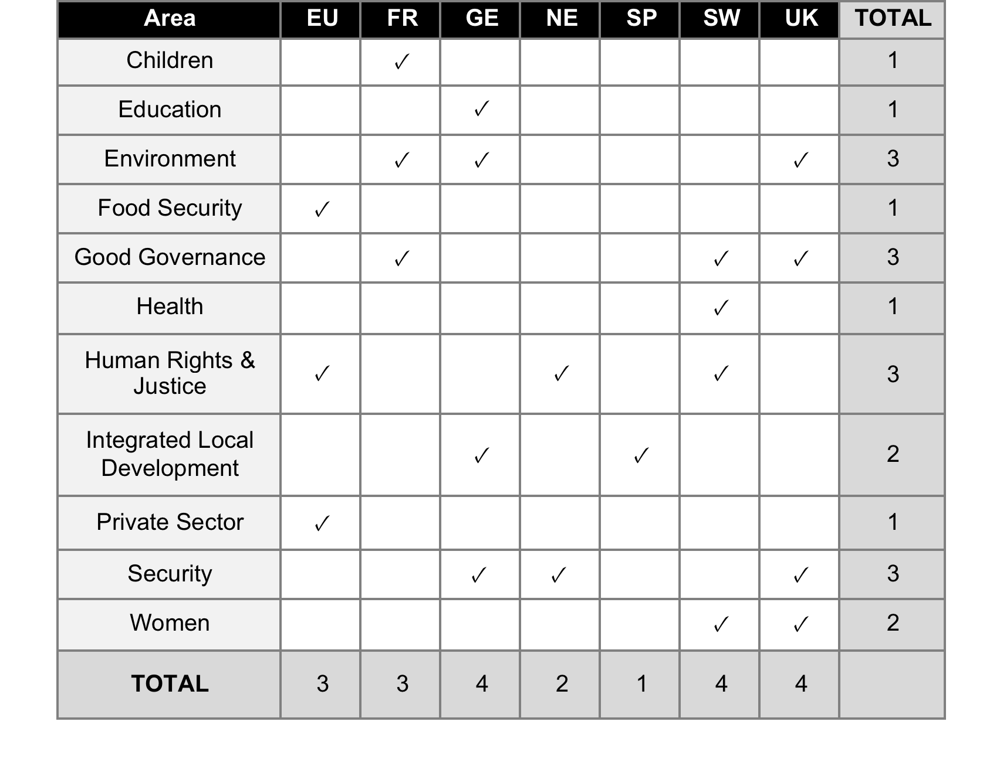 Area EU FR GE NE SP SW UK TOTAL
Children ✓ 1
Education ✓ 1
Environment ✓ ✓ ✓ 3
Food Security ✓ 1
Good Governance ✓ ✓ ✓ 3
Health ✓ 1
Human Rights &
Justice ✓ ✓ ✓ 3
Integrated Local
Development ✓ ✓ 2
Private Sector ✓ 1
Security ✓ ✓ ✓ 3
Women ✓ ✓ 2
TOTAL 3 3 4 2 1 4 4